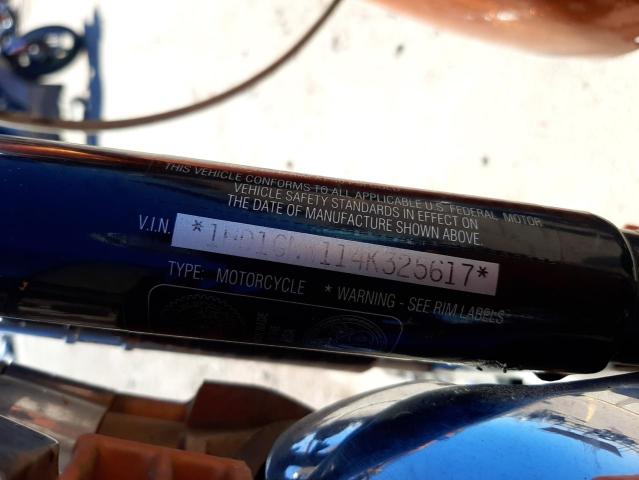 THIS VEHICLE CONFORMS TO ALL APPLICABLE U.S. FEDERAL MOTOR
VEHICLE SAFETY STANDARDS IN EFFECT ON
THE DATE OF MANUFACTURE SHOWN ABOVE.
V.I.N.
TYPE: MOTORCYCLE * WARNING - SEE RIM LABELS